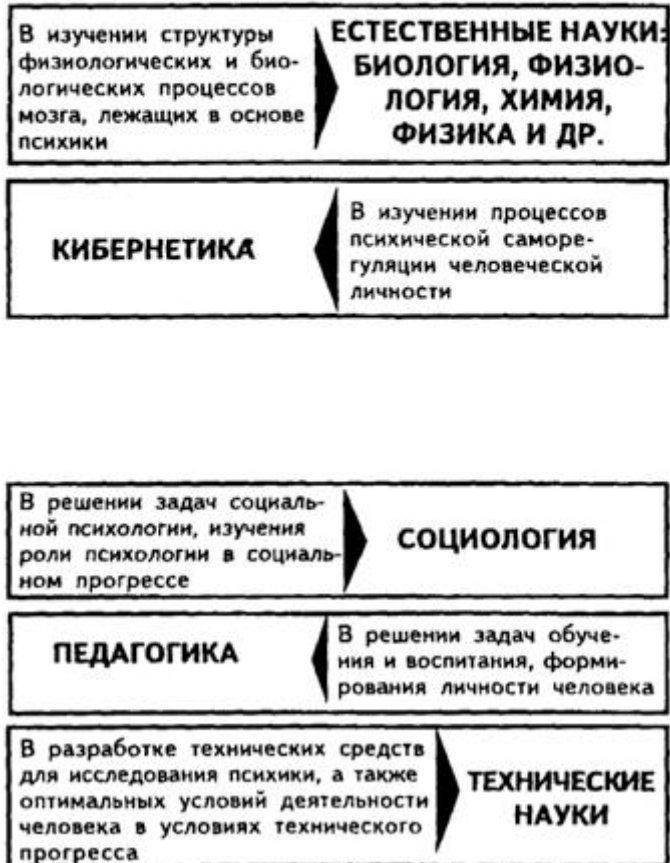 В изучении структуры
физиологических и био-
логических процессов
мозга, лежащих в основе
психики
ЕСТЕСТВЕННЫЕ НАУКИ:
БИОЛОГИЯ, ФИЗИО-
ЛОГИЯ, ХИМИЯ,
ФИЗИКА И ДР.
КИБЕРНЕТИКА
В изучении процессов
психической саморе-
гуляции человеческой
личности
В решении задач социаль-
ной психологии, изучения
роли психологии в социаль-
ном прогрессе
СОЦИОЛОГИЯ
ПЕДАГОГИКА
В решении задач обуче-
ния и воспитания, форми-
рования личности человека
В разработке технических средств
для исследования психики, а также
оптимальных условий деятельности
человека в условиях технического
прогресса
ТЕХНИЧЕСКИЕ
НАУКИ